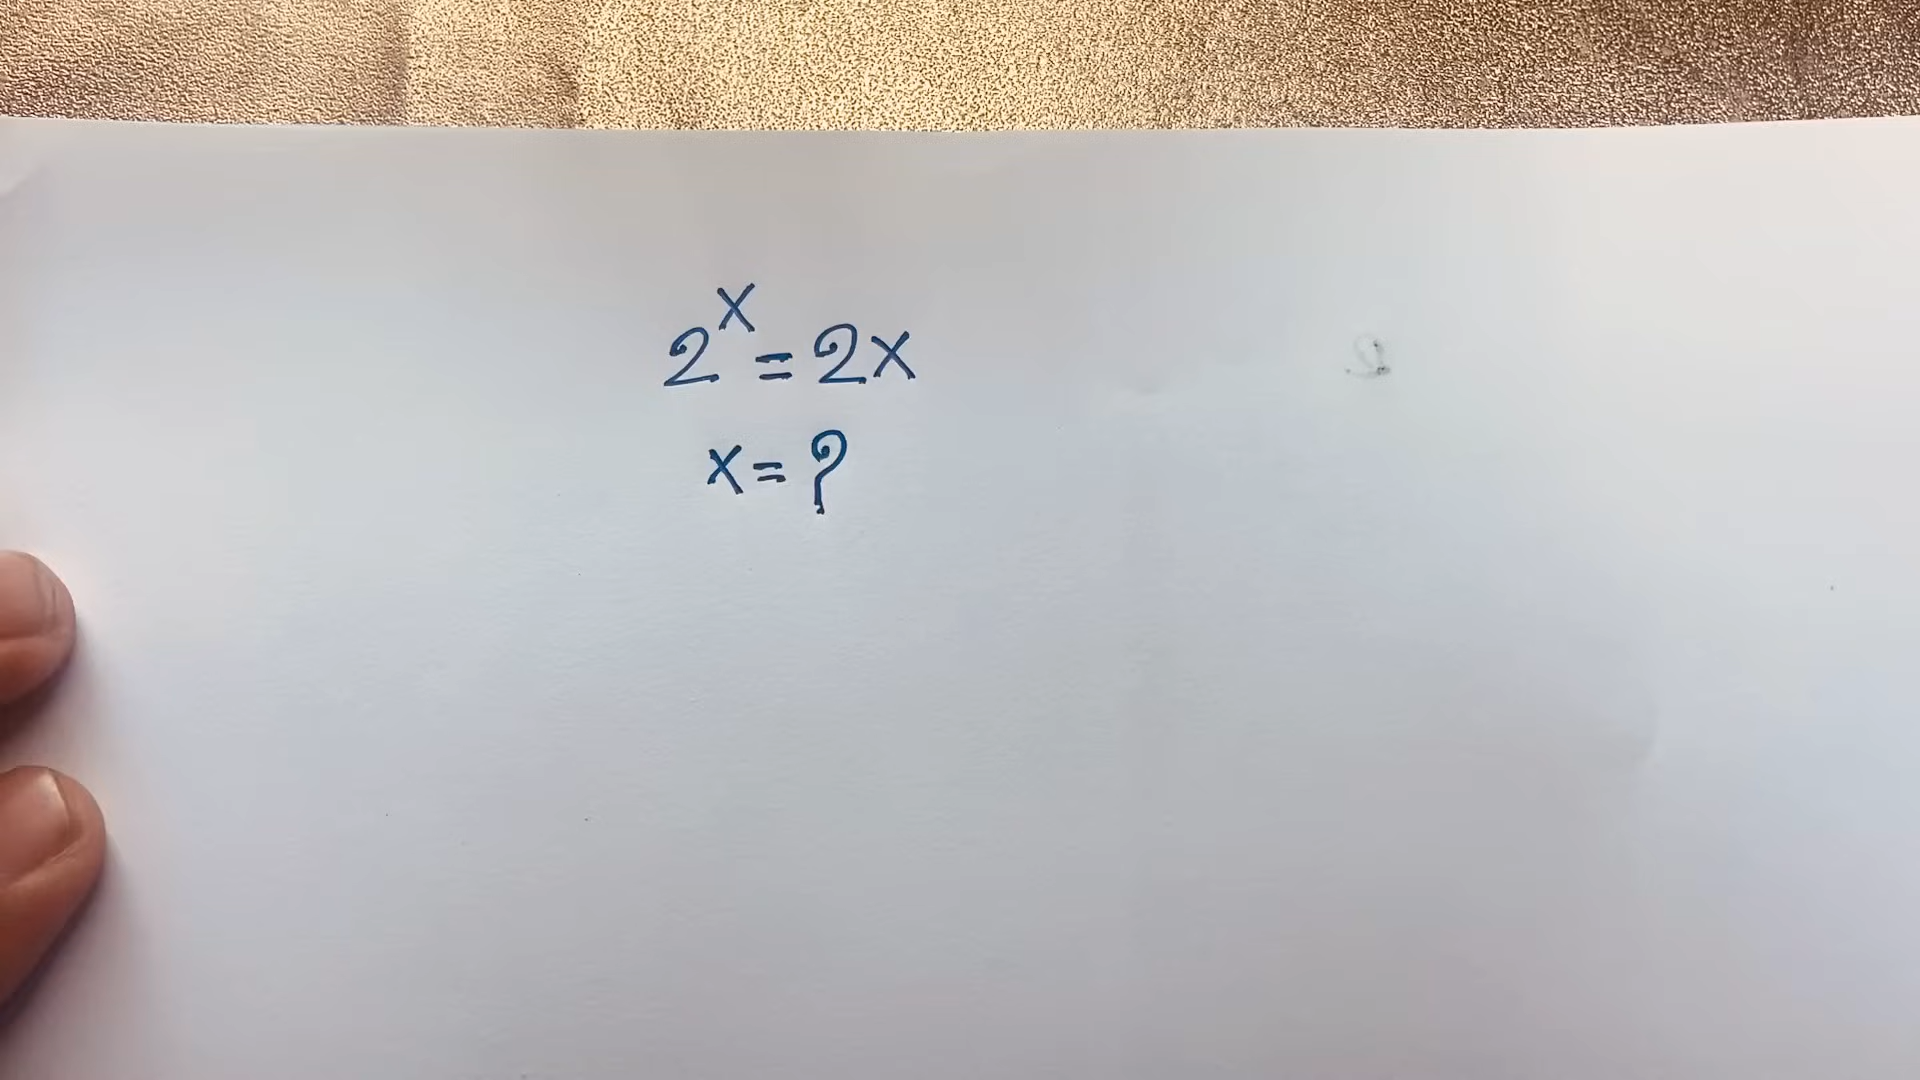 2^x = 2x
x = ?